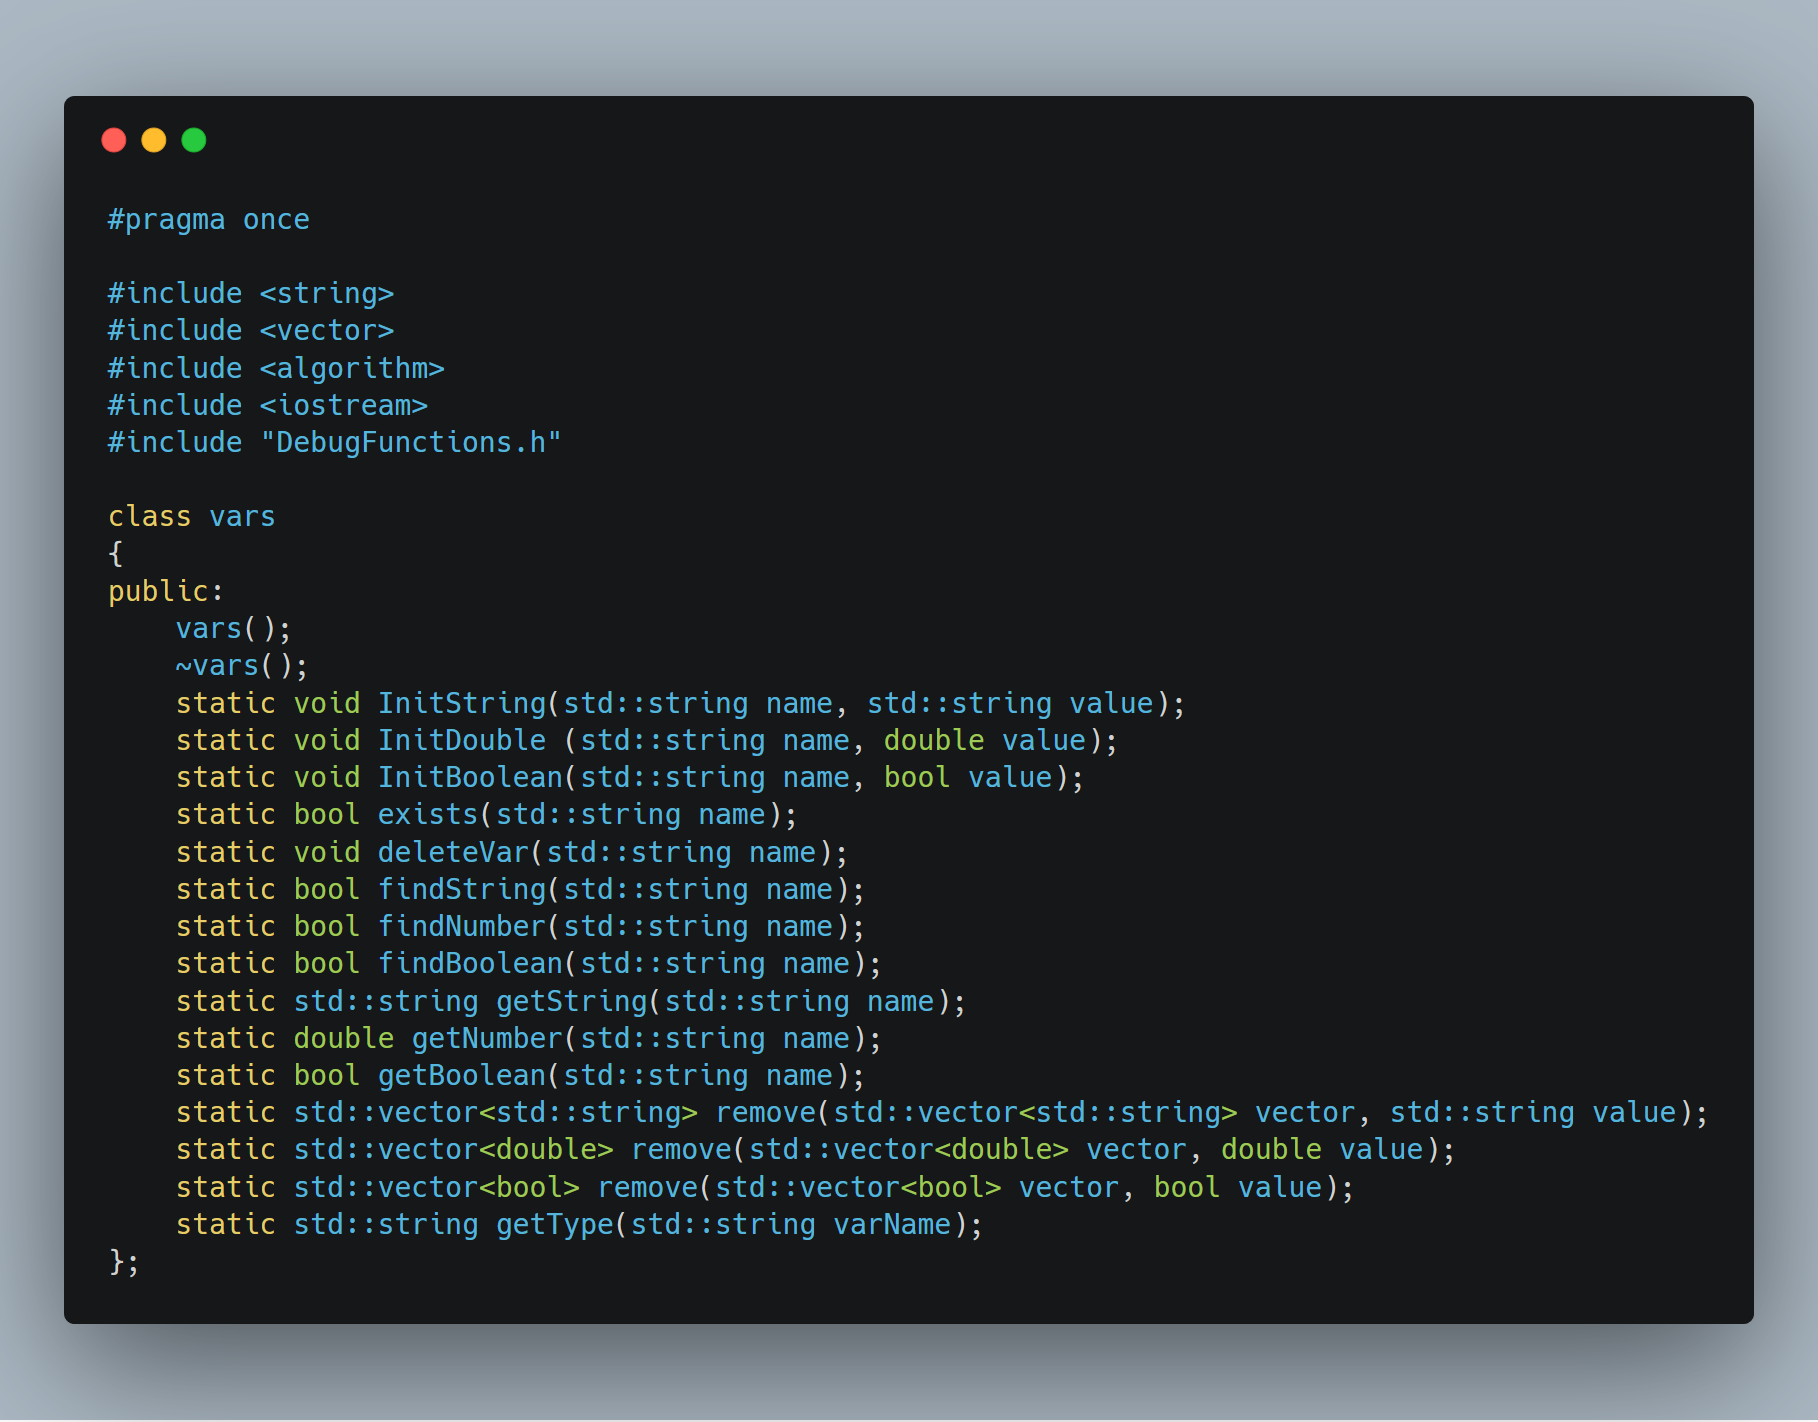 #pragma once

#include <string>
#include <vector>
#include <algorithm>
#include <iostream>
#include "DebugFunctions.h"

class vars
{
public:
    vars();
    ~vars();
    static void InitString(std::string name, std::string value);
    static void InitDouble (std::string name, double value);
    static void InitBoolean(std::string name, bool value);
    static bool exists(std::string name);
    static void deleteVar(std::string name);
    static bool findString(std::string name);
    static bool findNumber(std::string name);
    static bool findBoolean(std::string name);
    static std::string getString(std::string name);
    static double getNumber(std::string name);
    static bool getBoolean(std::string name);
    static std::vector<std::string> remove(std::vector<std::string> vector, std::string value);
    static std::vector<double> remove(std::vector<double> vector, double value);
    static std::vector<bool> remove(std::vector<bool> vector, bool value);
    static std::string getType(std::string varName);
};